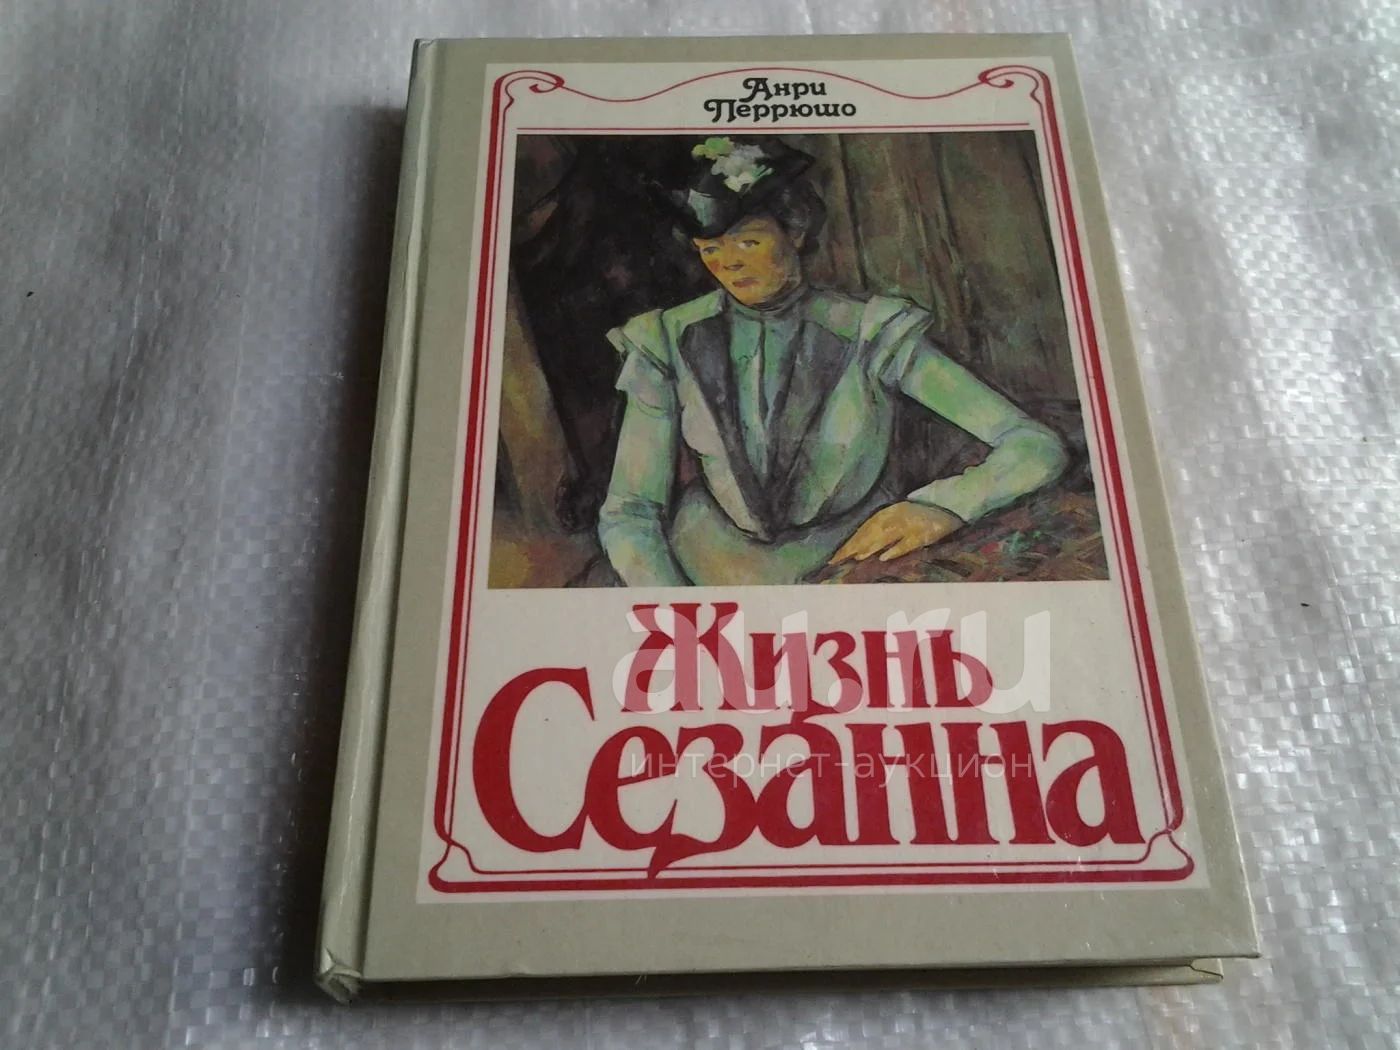 Анри
Перрюшо
Жизнь
Сезанна
au.ru
интернет-аукцион